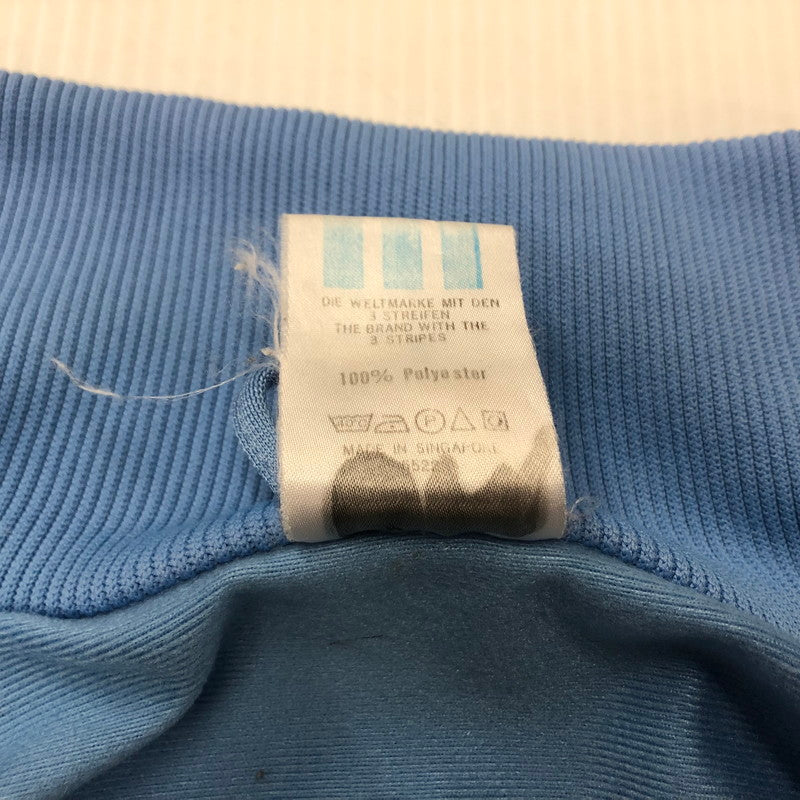 DIE WELTMARKE MIT DEN
3 STREIFEN
THE BRAND WITH THE
3 STRIPES
100% Polyester
MADE IN SINGAPORE